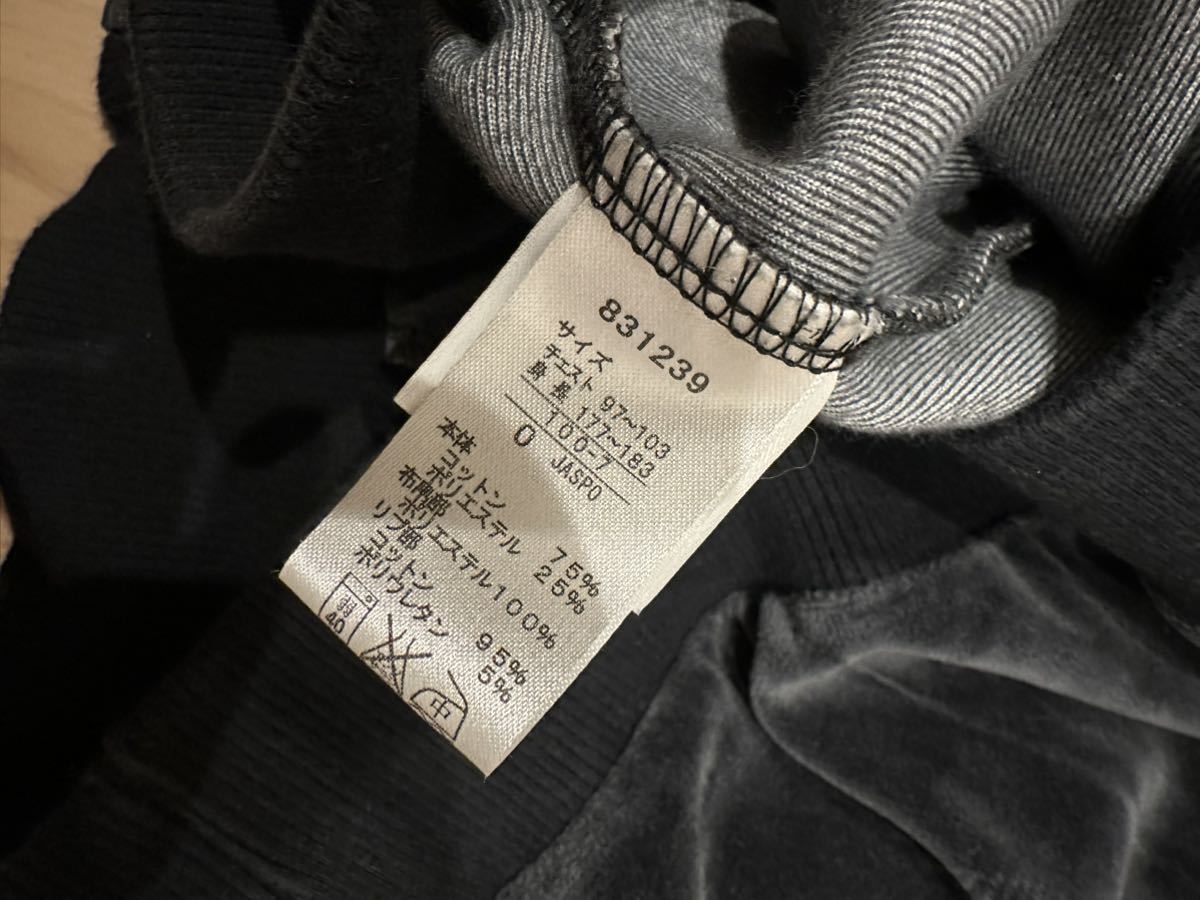 831239
サイズ
チェスト 97~103
身長 177~183
100-7
O JASPO
本体
コットン 75%
ポリエステル 25%
布帛部
ポリエステル100%
リブ部
コットン 95%
ポリウレタン 5%
弱
40
中